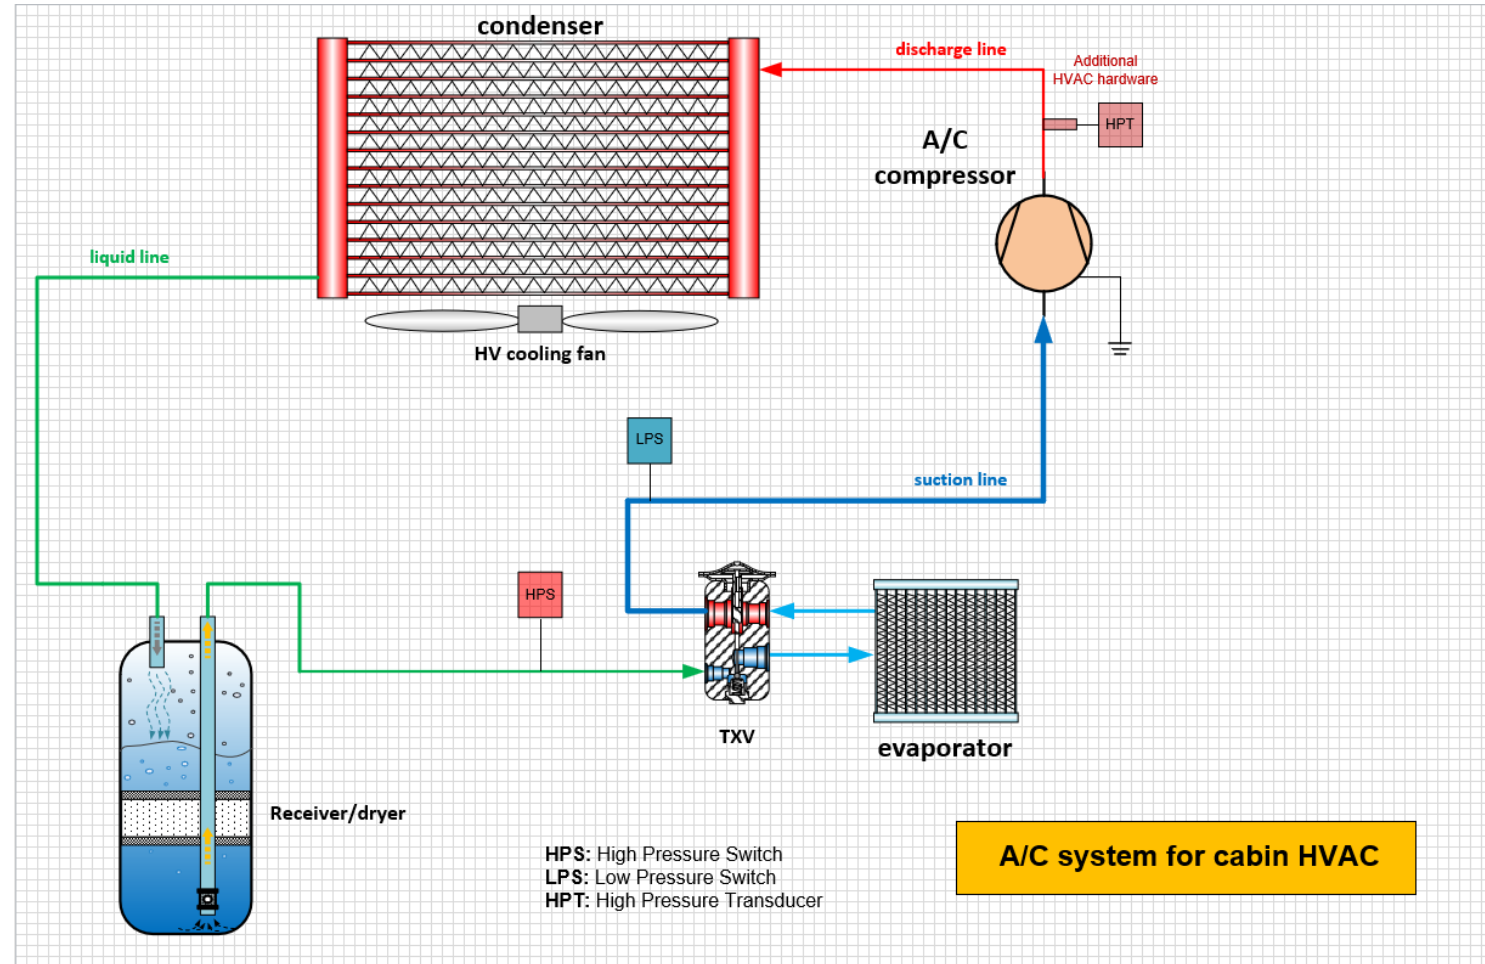 condenser
discharge line
Additional
HVAC hardware
HPT
A/C
compressor
liquid line
HV cooling fan
LPS
suction line
HPS
TXV
evaporator
Receiver/dryer
HPS: High Pressure Switch
LPS: Low Pressure Switch
HPT: High Pressure Transducer
A/C system for cabin HVAC